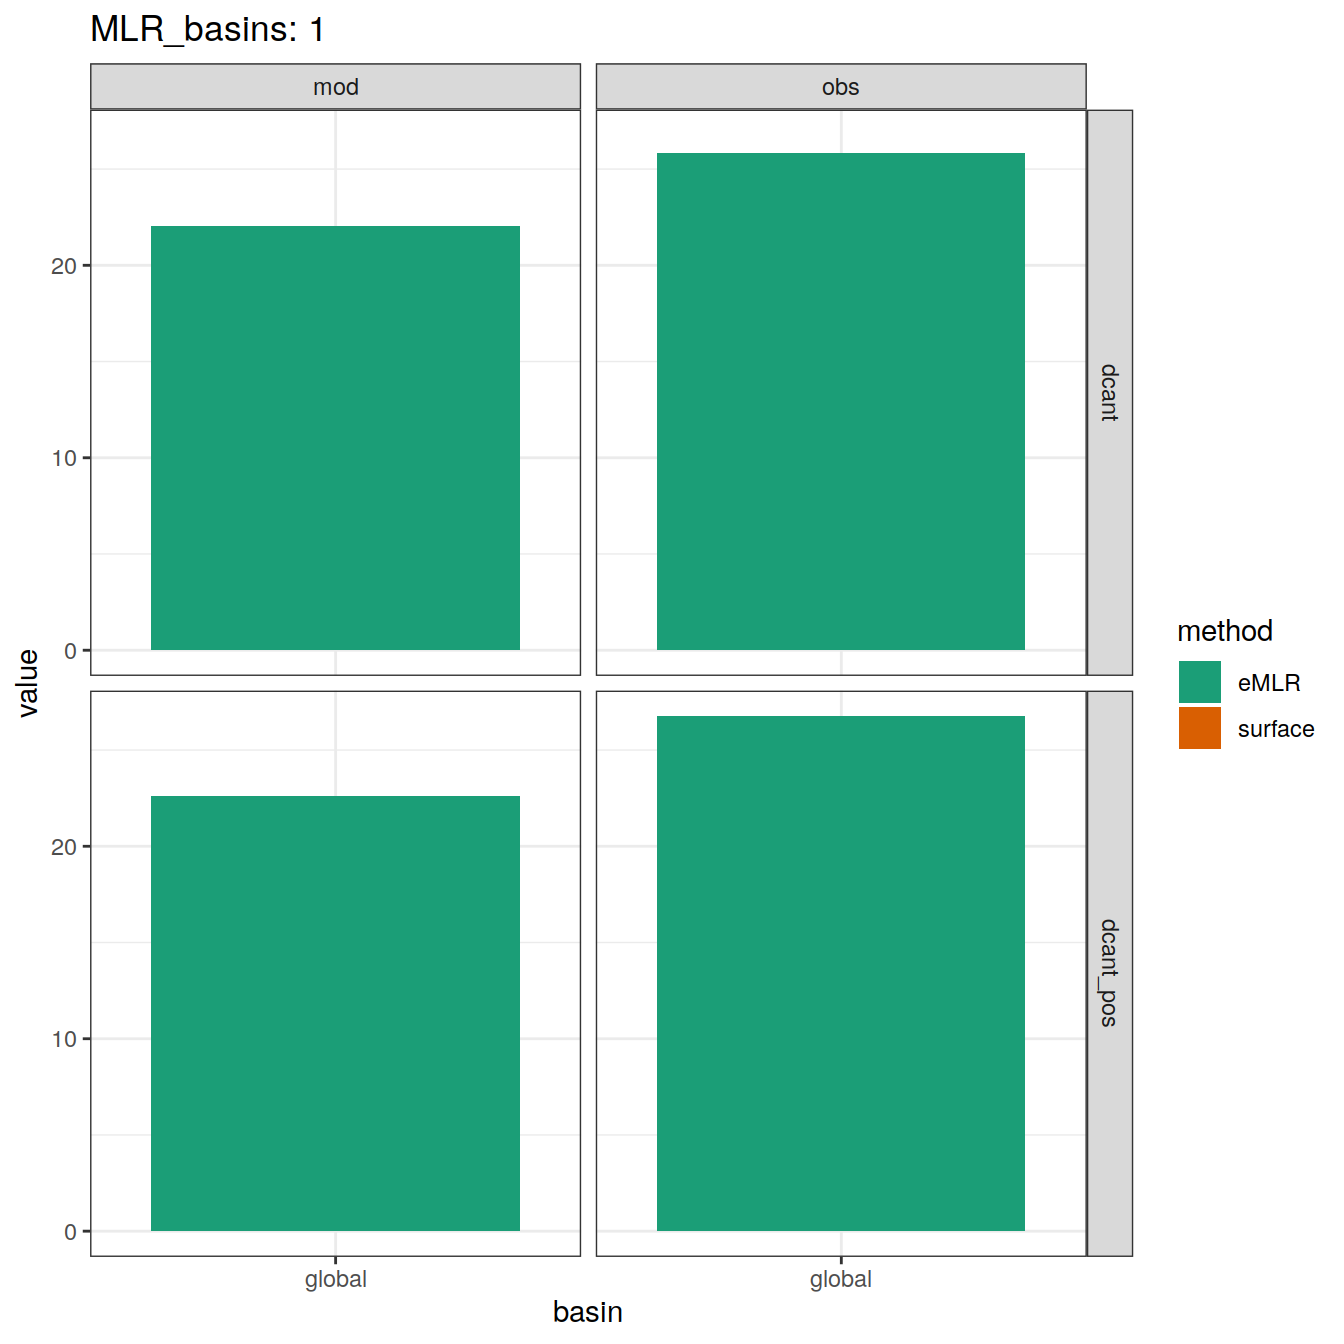 MLR_basins: 1
mod
obs
20
10
0
dcant
20
10
0
dcant_pos
value
global
global
basin
method
eMLR
surface